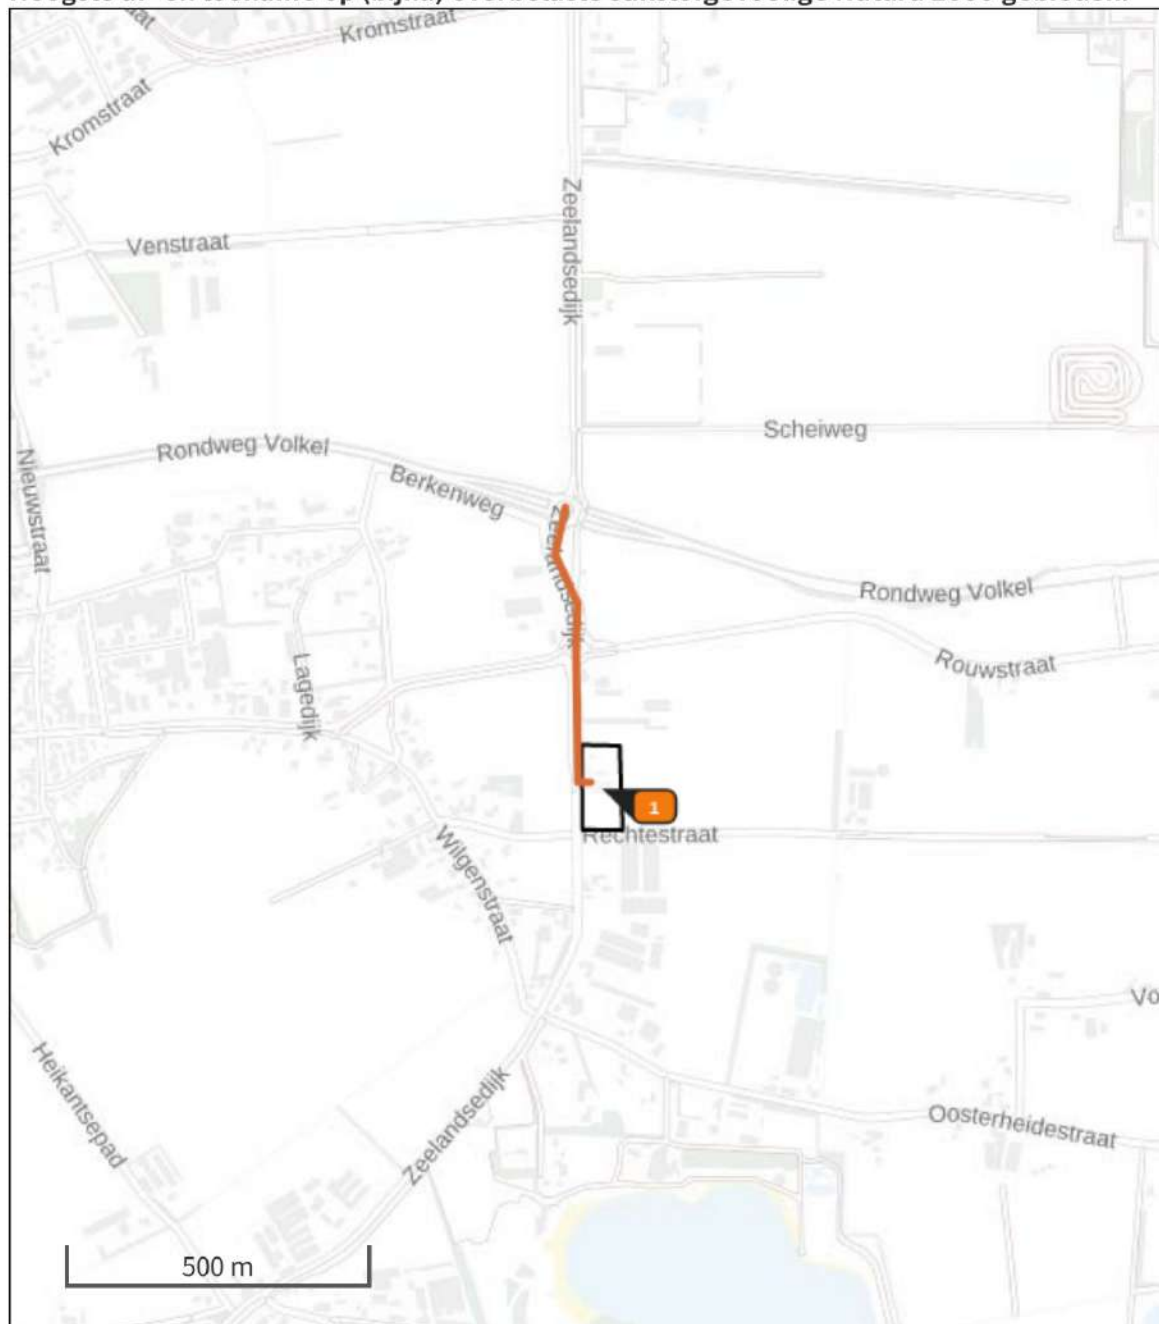 Kromstraat
Kromstraat
Zeelandsedijk
Venstraat
Scheiweg
Rondweg Volkel
Nieuwstraat
Berkenweg
Zeelandsedijk
Rondweg Volkel
Rouwstraat
Lagedijk
1
Rechtestraat
Wilgenstraat
Vo
Heikantsepad
Zeelandsedijk
Oosterheidestraat
500 m